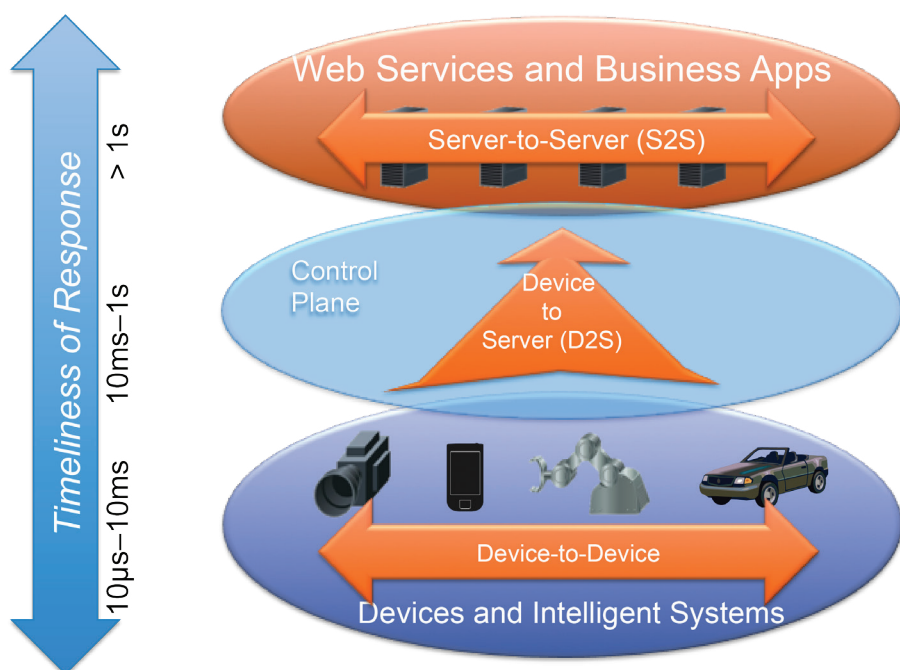 Timeliness of Response
> 1s
10ms–1s
10µs–10ms
Web Services and Business Apps
Server-to-Server (S2S)
Control
Plane
Device
to
Server (D2S)
Device-to-Device
Devices and Intelligent Systems